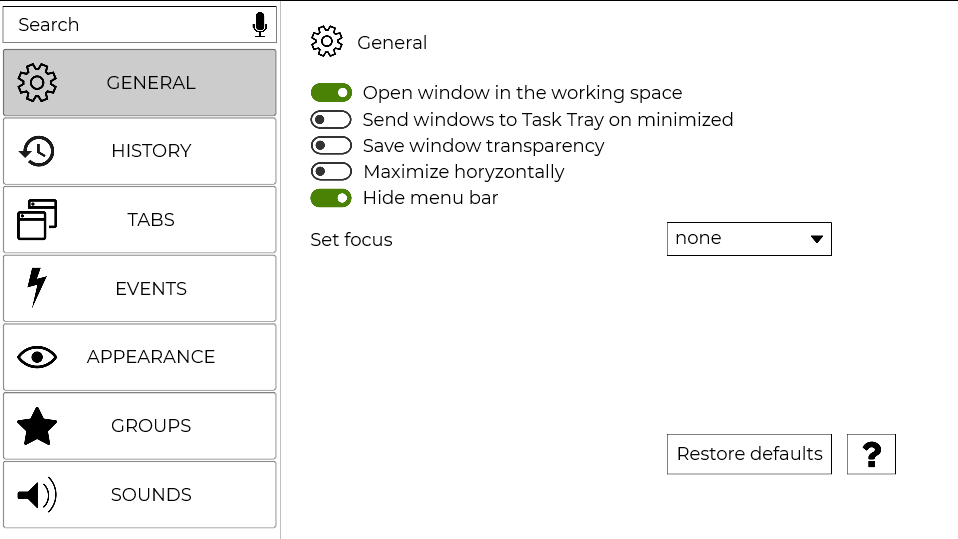 Search
GENERAL
HISTORY
TABS
EVENTS
APPEARANCE
GROUPS
SOUNDS
General
Open window in the working space
Send windows to Task Tray on minimized
Save window transparency
Maximize horyzontally
Hide menu bar
Set focus
none
Restore defaults
?